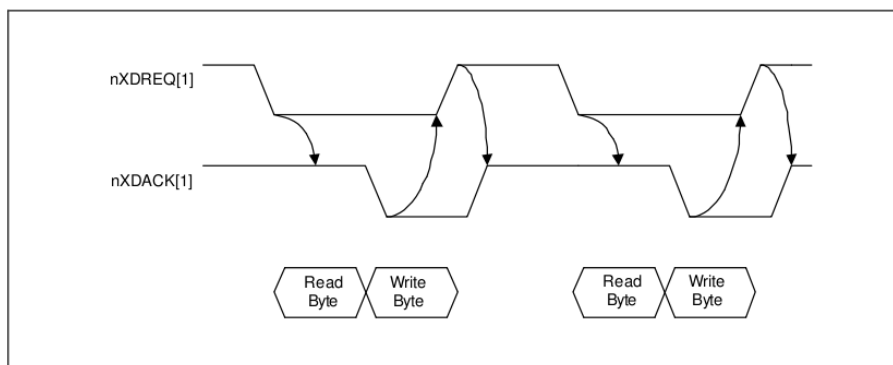 nXDREQ[1]
nXDACK[1]
Read
Byte
Write
Byte
Read
Byte
Write
Byte